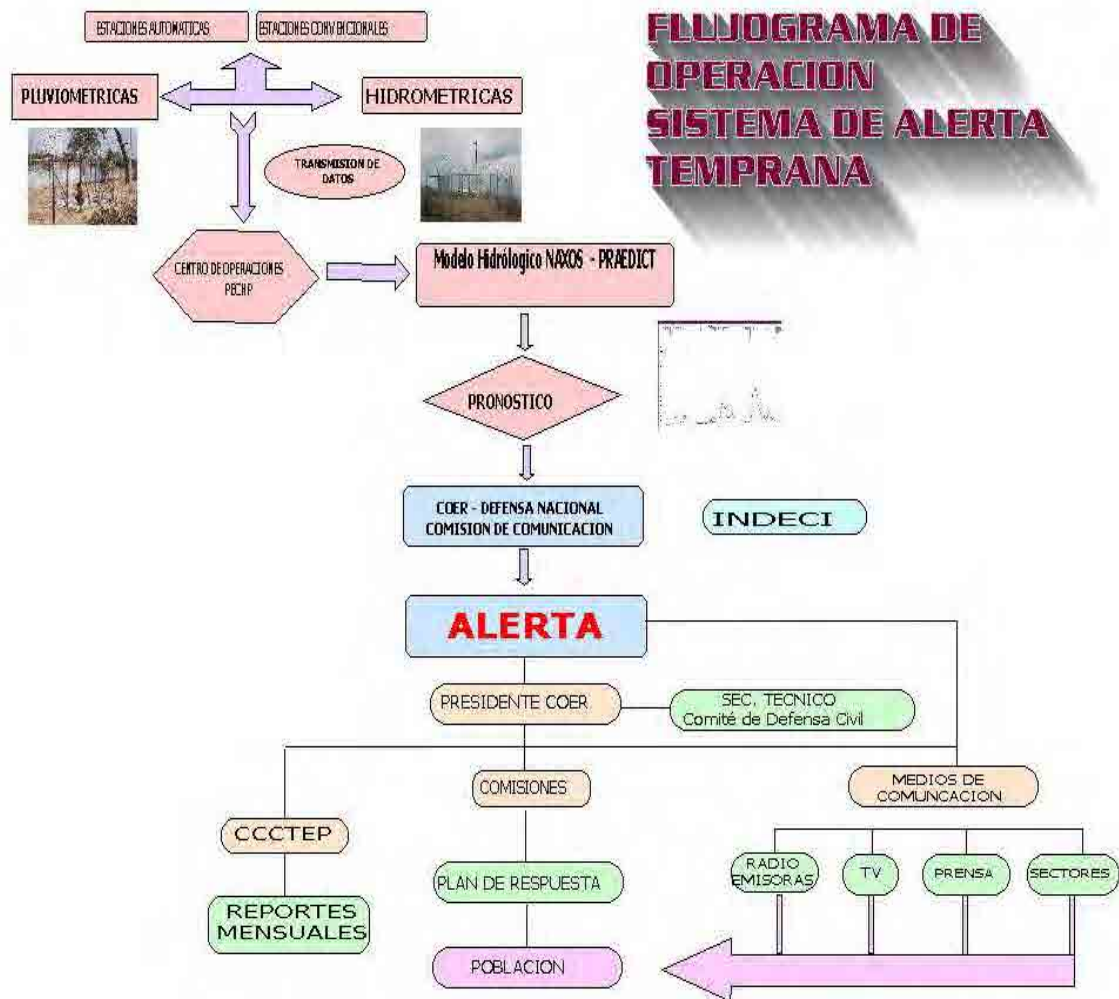 FLUJOGRAMA DE
OPERACION
SISTEMA DE ALERTA
TEMPRANA
ESTACIONES AUTOMATICAS
ESTACIONES CONVENCIONALES
PLUVIOMETRICAS
HIDROMETRICAS
TRANSMISION DE
DATOS
CENTRO DE OPERACIONES
PECHP
Modelo Hidrólogico NAXOS - PRAEDICT
PRONOSTICO
COER - DEFENSA NACIONAL
COMISION DE COMUNICACION
INDECI
ALERTA
PRESIDENTE COER
SEC. TECNICO
Comité de Defensa Civil
COMISIONES
MEDIOS DE
COMUNCACION
CCCTEP
RADIO
EMISORAS
TV
PRENSA
SECTORES
PLAN DE RESPUESTA
REPORTES
MENSUALES
POBLACION